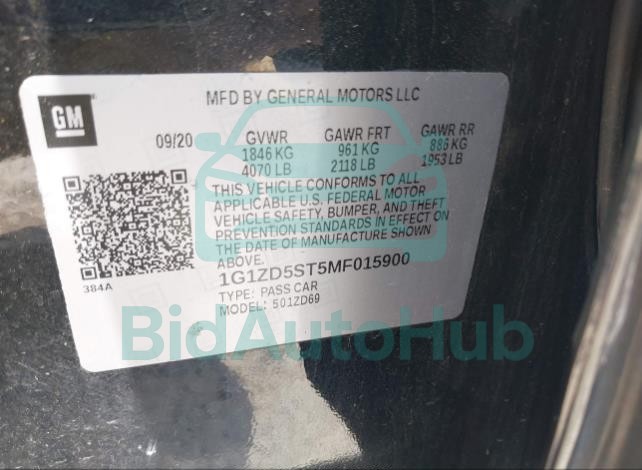 GM
MFD BY GENERAL MOTORS LLC
09/20 GVWR GAWR FRT GAWR RR
1846 KG 961 KG 886 KG
4070 LB 2118 LB 1953 LB
THIS VEHICLE CONFORMS TO ALL
APPLICABLE U.S. FEDERAL MOTOR
VEHICLE SAFETY, BUMPER, AND THEFT
PREVENTION STANDARDS IN EFFECT ON
THE DATE OF MANUFACTURE SHOWN
ABOVE.
384A
1G1ZD5ST5MF015900
TYPE: PASS CAR
MODEL: 501ZD69
BidAutoHub